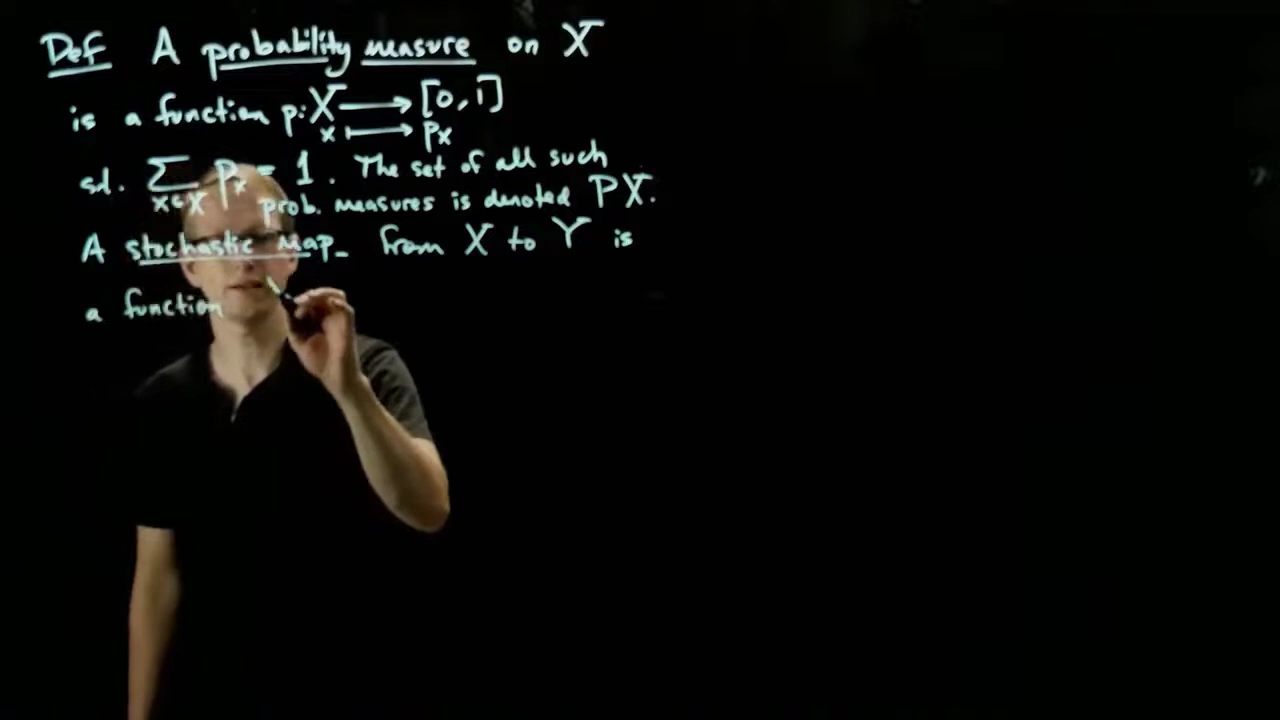 Def A probability measure on X
is a function p: X ⟶ [0,1]
x ⟼ pₓ
s.t. ∑ₓ∈X pₓ = 1. The set of all such
prob. measures is denoted PX.
A stochastic map from X to Y is
a function